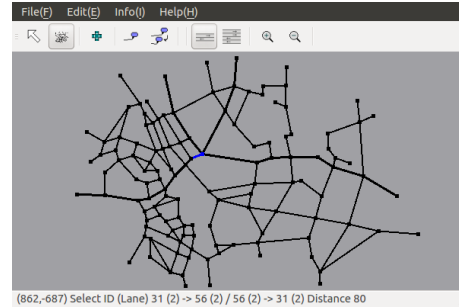 File(F) Edit(E) Info(I) Help(H)
(862,-687) Select ID (Lane) 31 (2) -> 56 (2) / 56 (2) -> 31 (2) Distance 80